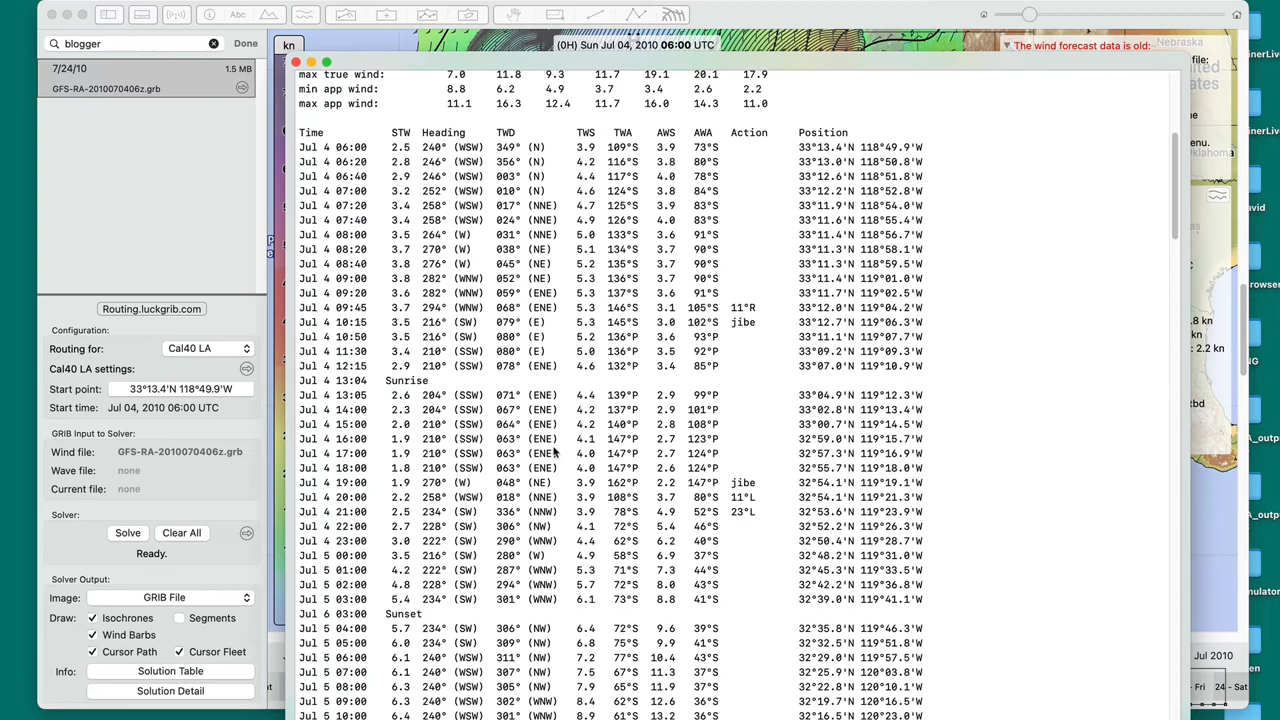 Abc
blogger
Done
7/24/10 1.5 MB
GFS-RA-2010070406z.grb
kn
(0H) Sun Jul 04, 2010 06:00 UTC
The wind forecast data is old:
Nebraska
file:
ited
ates
ne
enu.
klahoma
max true wind: 7.0 11.8 9.3 11.7 19.1 20.1 17.9
min app wind: 8.8 6.2 4.9 3.7 3.4 2.6 2.2
max app wind: 11.1 16.3 12.4 11.7 16.0 14.3 11.0
Time STW Heading TWD TWS TWA AWS AWA Action Position
Jul 4 06:00 2.5 240° (WSW) 349° (N) 3.9 109°S 3.9 73°S 33°13.4'N 118°49.9'W
Jul 4 06:20 2.8 246° (WSW) 356° (N) 4.2 116°S 3.8 80°S 33°13.0'N 118°50.8'W
Jul 4 06:40 2.9 246° (WSW) 003° (N) 4.4 117°S 4.0 78°S 33°12.6'N 118°51.8'W
Jul 4 07:00 3.2 252° (WSW) 010° (N) 4.6 124°S 3.8 84°S 33°12.2'N 118°52.8'W
Jul 4 07:20 3.4 258° (WSW) 017° (NNE) 4.7 125°S 3.9 83°S 33°11.9'N 118°54.0'W
Jul 4 07:40 3.4 258° (WSW) 024° (NNE) 4.9 126°S 4.0 83°S 33°11.6'N 118°55.4'W
Jul 4 08:00 3.5 264° (W) 031° (NNE) 5.0 133°S 3.6 91°S 33°11.4'N 118°56.7'W
Jul 4 08:20 3.7 270° (W) 038° (NE) 5.1 134°S 3.7 90°S 33°11.3'N 118°58.1'W
Jul 4 08:40 3.8 276° (W) 045° (NE) 5.2 135°S 3.7 90°S 33°11.3'N 118°59.5'W
Jul 4 09:00 3.8 282° (WNW) 052° (NE) 5.3 136°S 3.7 90°S 33°11.4'N 119°01.0'W
Jul 4 09:20 3.6 282° (WNW) 059° (ENE) 5.3 137°S 3.6 91°S 33°11.7'N 119°02.5'W
Jul 4 09:45 3.7 294° (WNW) 068° (ENE) 5.3 146°S 3.1 105°S 11°R 33°12.0'N 119°04.2'W
Jul 4 10:15 3.5 216° (SW) 079° (E) 5.3 145°S 3.0 102°S jibe 33°12.7'N 119°06.3'W
Jul 4 10:50 3.5 216° (SW) 080° (E) 5.2 136°P 3.6 93°P 33°11.1'N 119°07.7'W
Jul 4 11:30 3.4 210° (SSW) 080° (E) 5.0 136°P 3.5 92°P 33°09.2'N 119°09.3'W
Jul 4 12:15 2.9 210° (SSW) 078° (ENE) 4.6 132°P 3.4 85°P 33°07.0'N 119°10.9'W
Jul 4 13:04 Sunrise
Jul 4 13:05 2.6 204° (SSW) 071° (ENE) 4.4 139°P 2.9 99°P 33°04.9'N 119°12.3'W
Jul 4 14:00 2.3 204° (SSW) 067° (ENE) 4.2 137°P 2.9 101°P 33°02.8'N 119°13.4'W
Jul 4 15:00 2.0 210° (SSW) 064° (ENE) 4.2 140°P 2.8 108°P 33°00.7'N 119°14.5'W
Jul 4 16:00 1.9 210° (SSW) 063° (ENE) 4.1 147°P 2.7 123°P 32°59.0'N 119°15.7'W
Jul 4 17:00 1.9 210° (SSW) 063° (ENE) 4.0 147°P 2.7 124°P 32°57.3'N 119°16.9'W
Jul 4 18:00 1.8 210° (SSW) 063° (ENE) 4.0 147°P 2.6 124°P 32°55.7'N 119°18.0'W
Jul 4 19:00 1.9 270° (W) 048° (NE) 3.9 162°P 2.2 147°P jibe 32°54.1'N 119°19.1'W
Jul 4 20:00 2.2 258° (WSW) 018° (NNE) 3.9 108°S 3.7 80°S 11°L 32°54.1'N 119°21.3'W
Jul 4 21:00 2.5 234° (SW) 336° (NNW) 3.9 78°S 4.9 52°S 23°L 32°53.6'N 119°23.9'W
Jul 4 22:00 2.7 228° (SW) 306° (NW) 4.1 72°S 5.4 46°S 32°52.2'N 119°26.3'W
Jul 4 23:00 3.0 222° (SW) 290° (WNW) 4.4 62°S 6.2 40°S 32°50.4'N 119°28.7'W
Jul 5 00:00 3.5 216° (SW) 280° (W) 4.9 58°S 6.9 37°S 32°48.2'N 119°31.0'W
Jul 5 01:00 4.2 222° (SW) 287° (WNW) 5.3 71°S 7.3 44°S 32°45.3'N 119°33.5'W
Jul 5 02:00 4.8 228° (SW) 294° (WNW) 5.7 72°S 8.0 43°S 32°42.2'N 119°36.8'W
Jul 5 03:00 5.4 234° (SW) 301° (WNW) 6.1 73°S 8.8 41°S 32°39.0'N 119°41.1'W
Jul 6 03:00 Sunset
Jul 5 04:00 5.7 234° (SW) 306° (NW) 6.4 72°S 9.6 39°S 32°35.8'N 119°46.3'W
Jul 5 05:00 6.0 234° (SW) 309° (NW) 6.8 75°S 9.9 41°S 32°32.5'N 119°51.8'W
Jul 5 06:00 6.1 240° (WSW) 311° (NW) 7.2 77°S 10.4 43°S 32°29.0'N 119°57.5'W
Jul 5 07:00 6.1 240° (WSW) 307° (NW) 7.5 67°S 11.3 37°S 32°25.9'N 120°03.8'W
Jul 5 08:00 6.3 240° (WSW) 305° (NW) 7.9 65°S 11.9 37°S 32°22.8'N 120°10.1'W
Jul 5 09:00 6.3 240° (WSW) 302° (WNW) 8.4 62°S 12.6 36°S 32°19.7'N 120°16.5'W
Jul 5 10:00 6.4 240° (WSW) 301° (WNW) 8.9 61°S 13.2 36°S 32°16.5'N 120°23.0'W
Routing.luckgrib.com
Configuration:
Routing for: Cal40 LA
Cal40 LA settings:
Start point: 33°13.4'N 118°49.9'W
Start time: Jul 04, 2010 06:00 UTC
GRIB Input to Solver:
Wind file: GFS-RA-2010070406z.grb
Wave file: none
Current file: none
Solver:
Solve Clear All
Ready.
Solver Output:
Image: GRIB File
Draw: Isochrones Segments
Wind Barbs
Cursor Path Cursor Fleet
Info: Solution Table
Solution Detail
.8 kn
kn
: 2.2 kn
tbd
Jul 2010
- Fri 24 - Sat
inerLive
inerLive
avid
rowser
NG
A_outpu
A_outpu
mulator
en